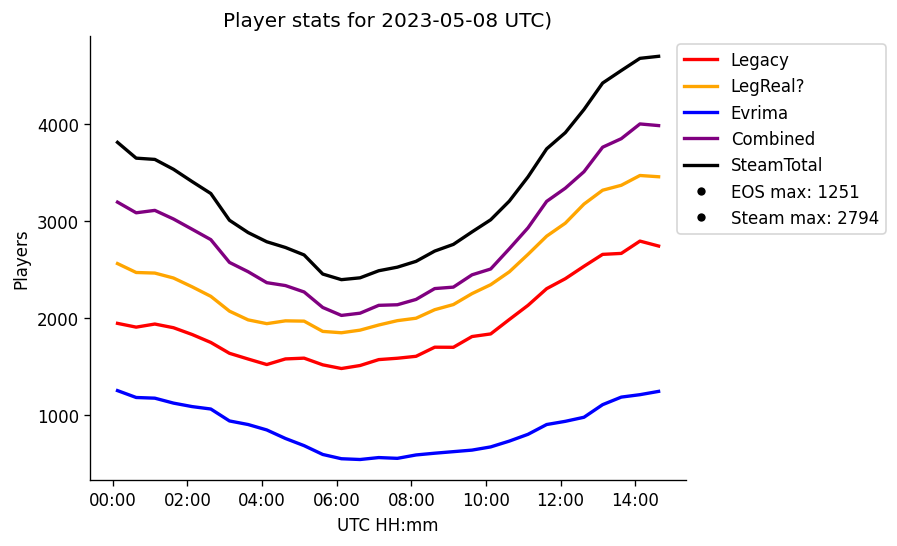 Player stats for 2023-05-08 UTC)
Legacy
LegReal?
Evrima
Combined
SteamTotal
EOS max: 1251
Steam max: 2794
Players
4000
3000
2000
1000
00:00 02:00 04:00 06:00 08:00 10:00 12:00 14:00
UTC HH:mm